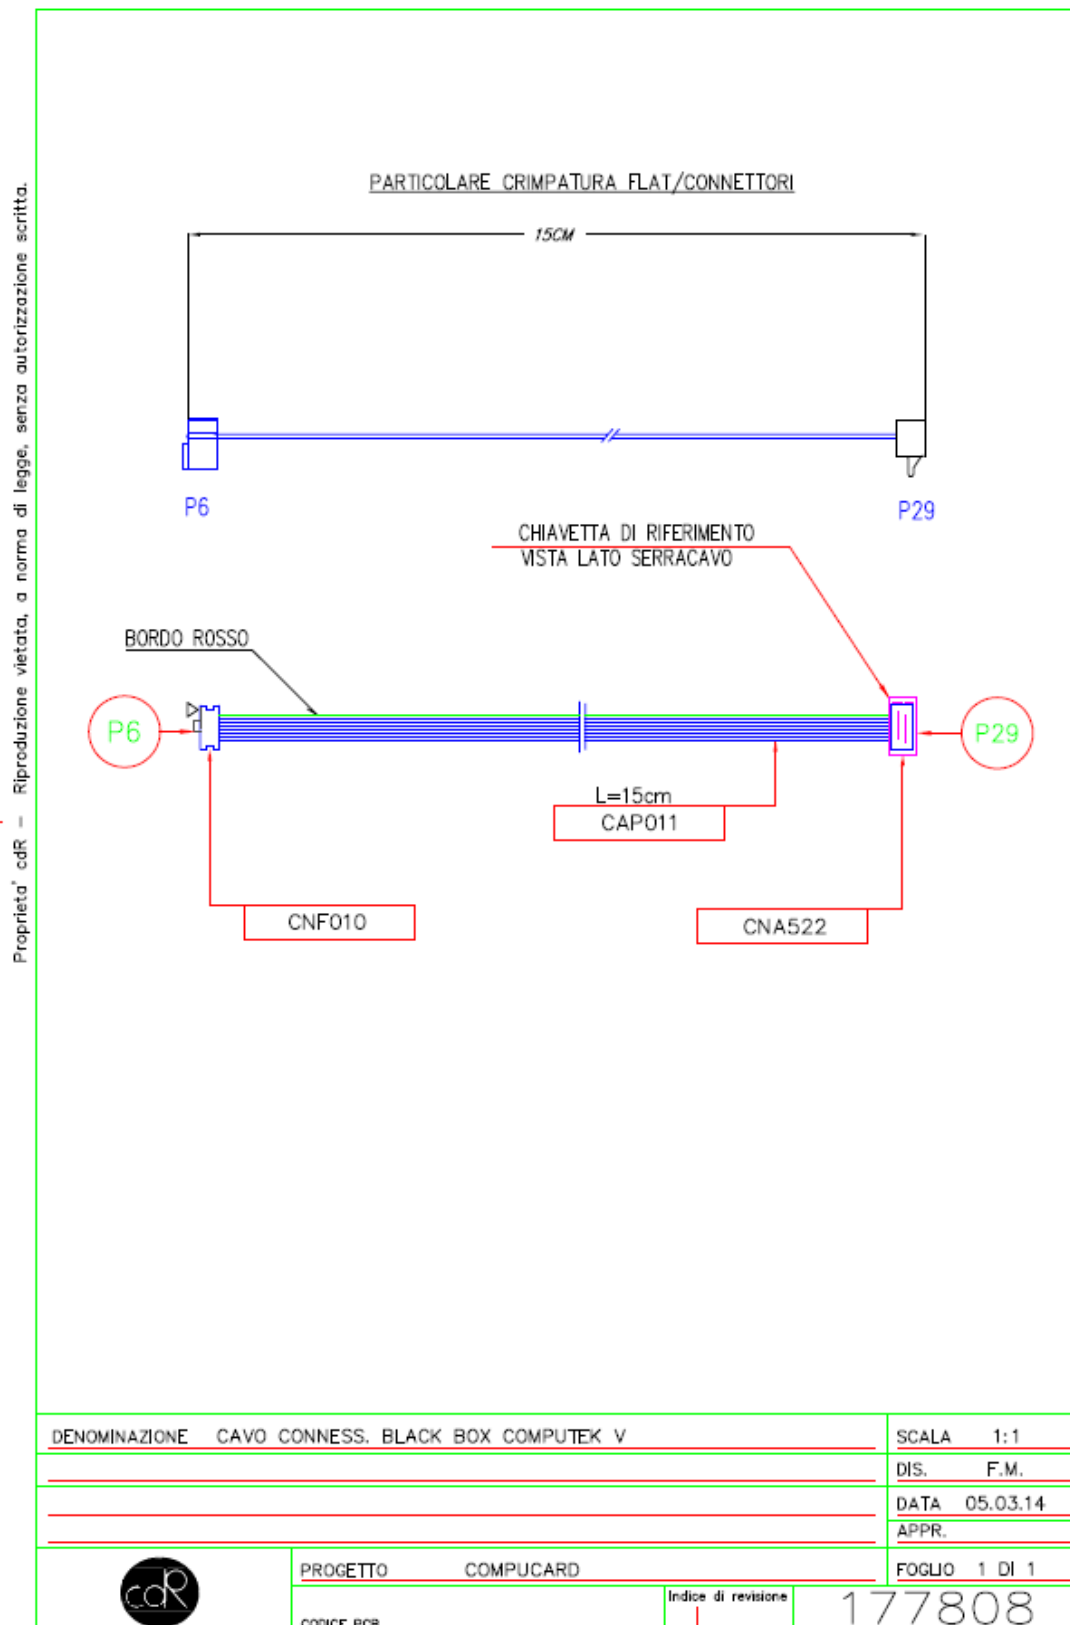 Proprieta' cdR – Riproduzione vietata, a norma di legge, senza autorizzazione scritta.
PARTICOLARE CRIMPATURA FLAT/CONNETTORI
15CM
P6
P29
CHIAVETTA DI RIFERIMENTO
VISTA LATO SERRACAVO
BORDO ROSSO
P6
P29
L=15cm
CAP011
CNF010
CNA522
DENOMINAZIONE CAVO CONNESS. BLACK BOX COMPUTEK V
SCALA 1:1
DIS. F.M.
DATA 05.03.14
APPR.
cdR
PROGETTO COMPUCARD
FOGLIO 1 DI 1
Indice di revisione
177808
CODICE PCB